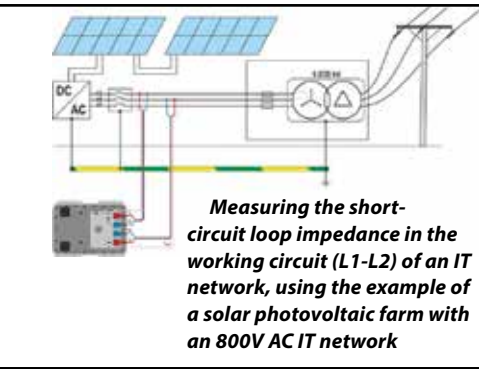 DC
AC
Measuring the short-
circuit loop impedance in the
working circuit (L1-L2) of an IT
network, using the example of
a solar photovoltaic farm with
an 800V AC IT network